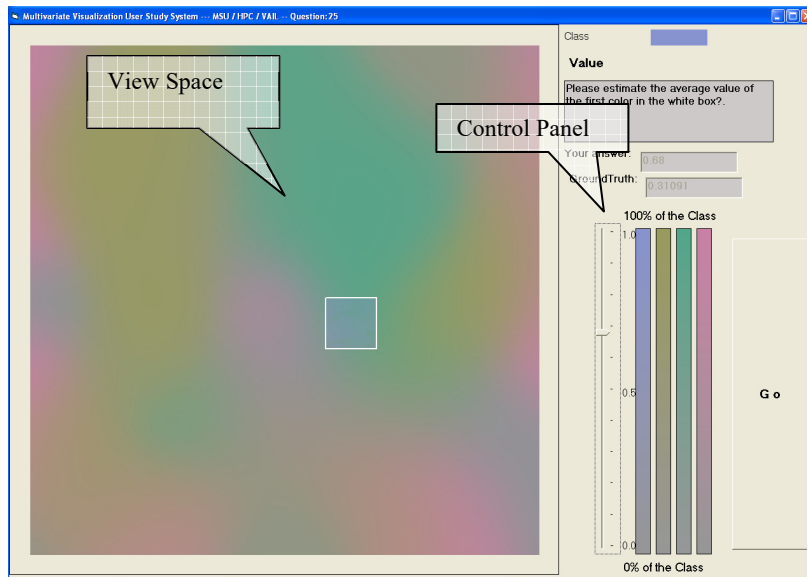 Multivariate Visualization User Study System --- MSU / HPC / VAIL -- Question: 25
View Space
Class
Value
Please estimate the average value of
the first color in the white box?.
Control Panel
Your answer:
0.68
GroundTruth:
0.31091
100% of the Class
1.0
0.5
G o
0.0
0% of the Class